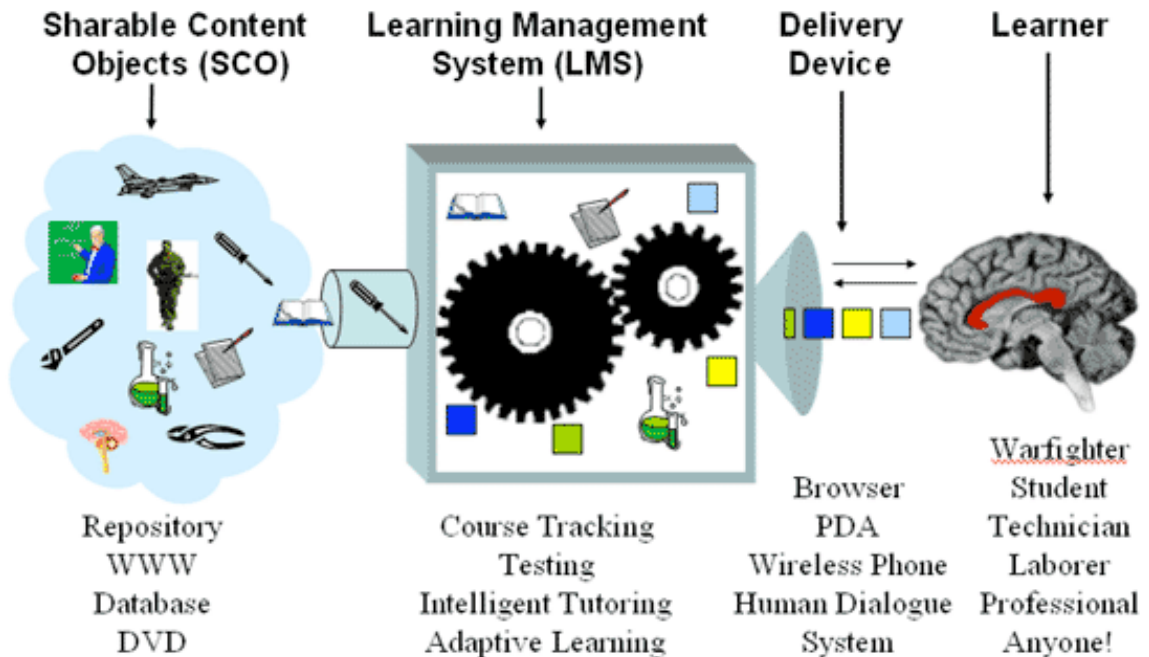 Sharable Content
Objects (SCO)
Learning Management
System (LMS)
Delivery
Device
Learner
Repository
WWW
Database
DVD
Course Tracking
Testing
Intelligent Tutoring
Adaptive Learning
Browser
PDA
Wireless Phone
Human Dialogue
System
Warfighter
Student
Technician
Laborer
Professional
Anyone!